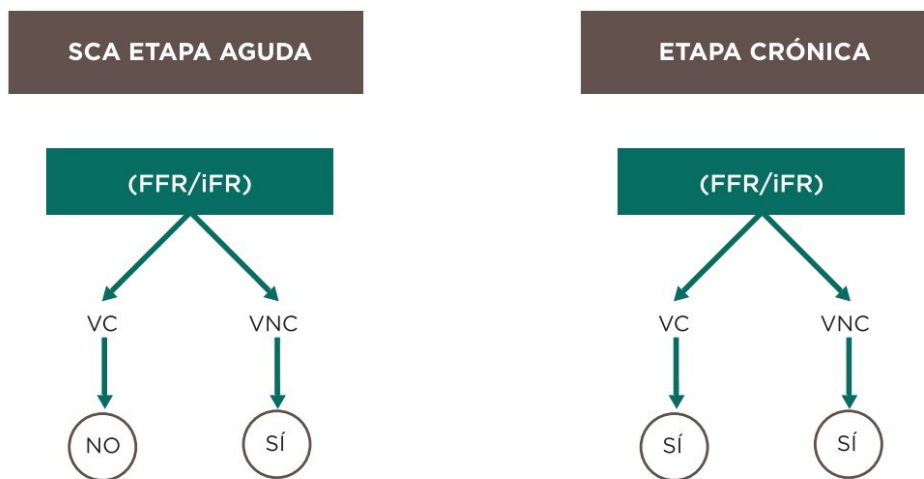 SCA ETAPA AGUDA
(FFR/iFR)
VC
VNC
NO
SÍ
ETAPA CRÓNICA
(FFR/iFR)
VC
VNC
SÍ
SÍ